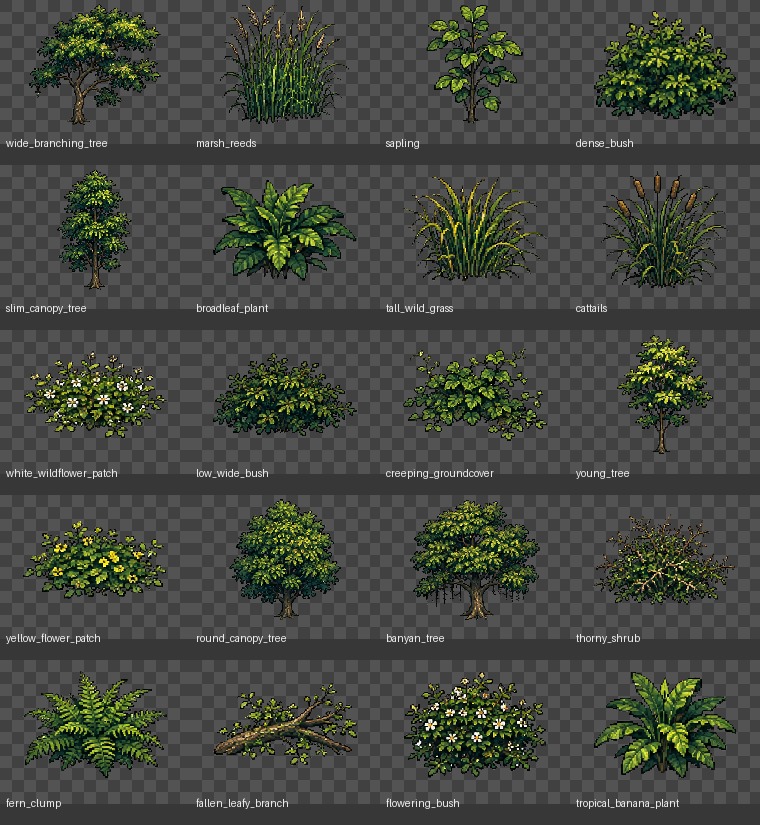 wide_branching_tree
marsh_reeds
sapling
dense_bush
slim_canopy_tree
broadleaf_plant
tall_wild_grass
cattails
white_wildflower_patch
low_wide_bush
creeping_groundcover
young_tree
yellow_flower_patch
round_canopy_tree
banyan_tree
thorny_shrub
fern_clump
fallen_leafy_branch
flowering_bush
tropical_banana_plant